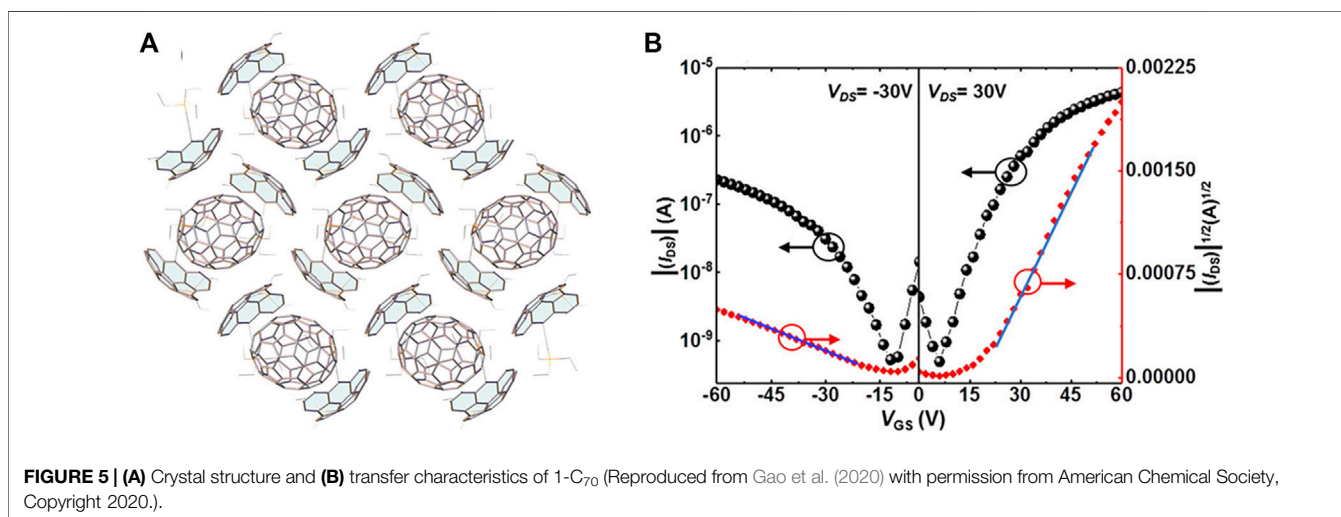 A
B
10⁻⁵
10⁻⁶
10⁻⁷
10⁻⁸
10⁻⁹
|(I_DS)| (A)
V_DS= -30V
V_DS= 30V
0.00225
0.00150
0.00075
0.00000
|(I_DS)|^1/2(A)^1/2
-60 -45 -30 -15 0 15 30 45 60
V_GS (V)
FIGURE 5 | (A) Crystal structure and (B) transfer characteristics of 1-C₇₀ (Reproduced from Gao et al. (2020) with permission from American Chemical Society,
Copyright 2020.).